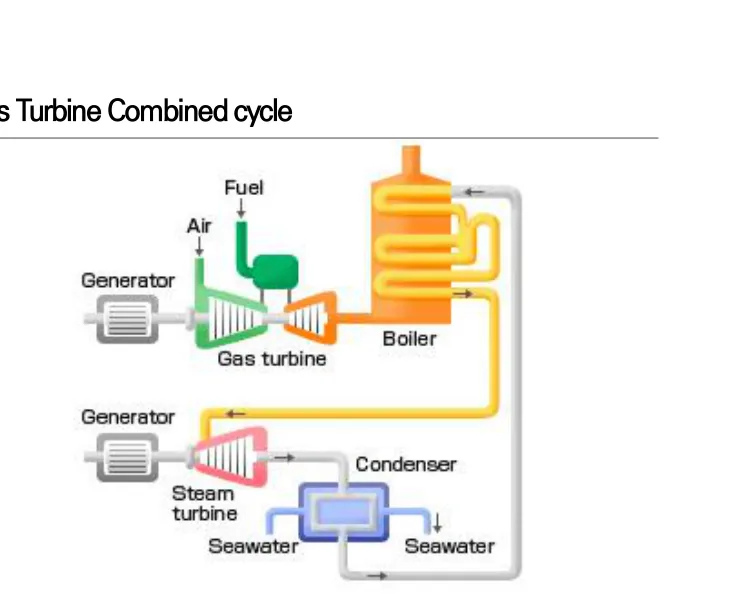 s Turbine Combined cycle
Fuel
Air
Generator
Boiler
Gas turbine
Generator
Condenser
Steam
turbine
Seawater
Seawater